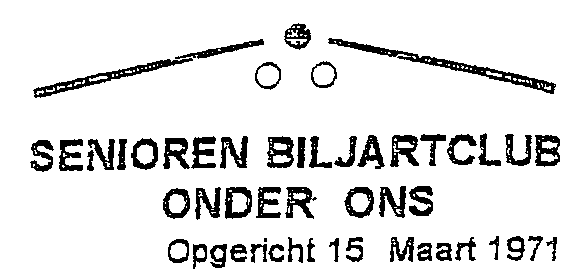 SENIOREN BILJARTCLUB
ONDER ONS
Opgericht 15 Maart 1971